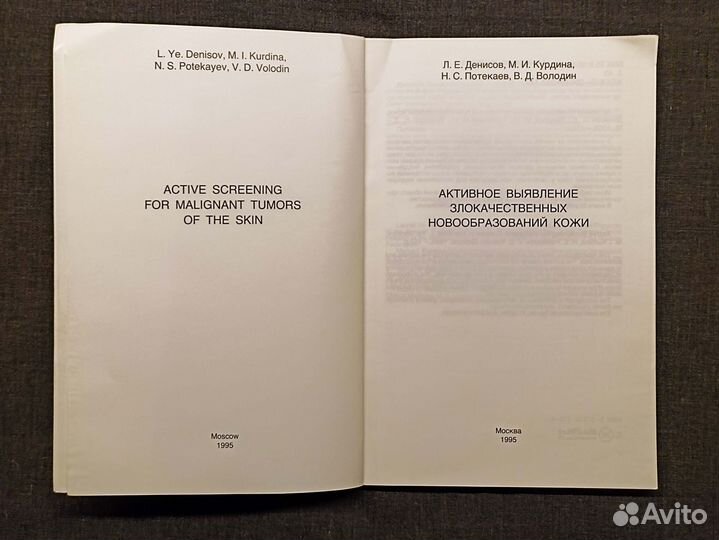 L. Ye. Denisov, M. I. Kurdina,
N. S. Potekayev, V. D. Volodin
ACTIVE SCREENING
FOR MALIGNANT TUMORS
OF THE SKIN
Moscow
1995
Л. Е. Денисов, М. И. Курдина,
Н. С. Потекаев, В. Д. Володин
АКТИВНОЕ ВЫЯВЛЕНИЕ
ЗЛОКАЧЕСТВЕННЫХ
НОВООБРАЗОВАНИЙ КОЖИ
Москва
1995
Avito